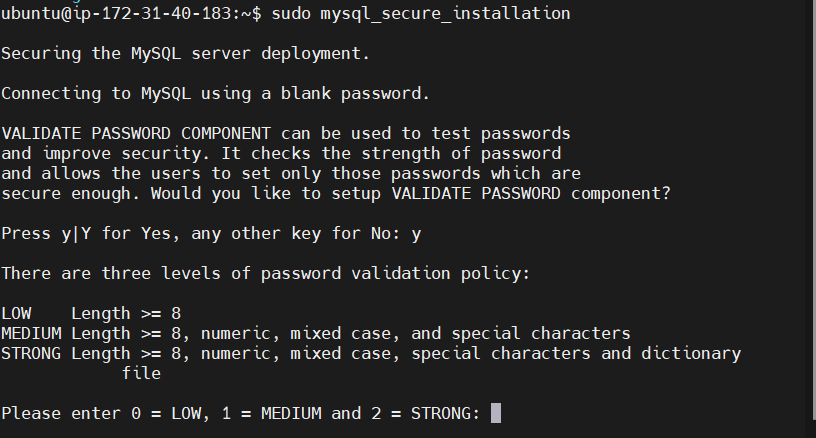 ubuntu@ip-172-31-40-183:~$ sudo mysql_secure_installation
Securing the MySQL server deployment.
Connecting to MySQL using a blank password.
VALIDATE PASSWORD COMPONENT can be used to test passwords
and improve security. It checks the strength of password
and allows the users to set only those passwords which are
secure enough. Would you like to setup VALIDATE PASSWORD component?
Press y|Y for Yes, any other key for No: y
There are three levels of password validation policy:
LOW    Length >= 8
MEDIUM Length >= 8, numeric, mixed case, and special characters
STRONG Length >= 8, numeric, mixed case, special characters and dictionary
            file
Please enter 0 = LOW, 1 = MEDIUM and 2 = STRONG: